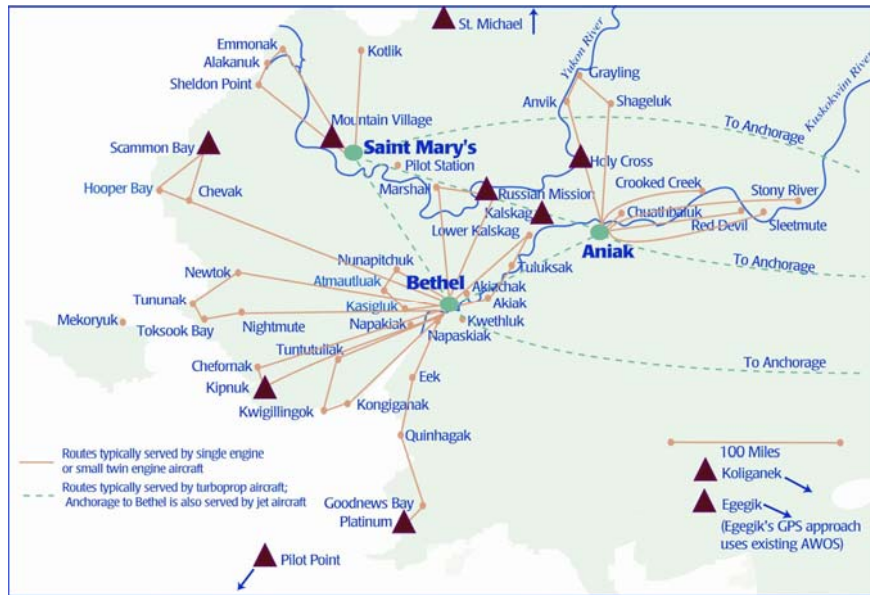 St. Michael
Emmonak
Kotlik
Alakanuk
Sheldon Point
Yukon River
Grayling
Anvik
Shageluk
Kuskokwim River
To Anchorage
Mountain Village
Scammon Bay
Saint Mary's
Holy Cross
Pilot Station
Crooked Creek
Hooper Bay
Chevak
Marshall
Russian Mission
Stony River
Kalskag
Chuathbaluk
Lower Kalskag
Red Devil
Sleetmute
Aniak
Nunapitchuk
Tuluksak
To Anchorage
Newtok
Atmautluak
Bethel
Akiachak
Tununak
Kasigluk
Akiak
Mekoryuk
Toksook Bay
Nightmute
Napakiak
Kwethluk
Napaskiak
Tuntutuliak
Chefornak
To Anchorage
Kipnuk
Eek
Kwigillingok
Kongiganak
Quinhagak
Routes typically served by single engine
or small twin engine aircraft
100 Miles
Koliganek
Routes typically served by turboprop aircraft;
Anchorage to Bethel is also served by jet aircraft
Goodnews Bay
Platinum
Egegik
(Egegik's GPS approach
uses existing AWOS)
Pilot Point